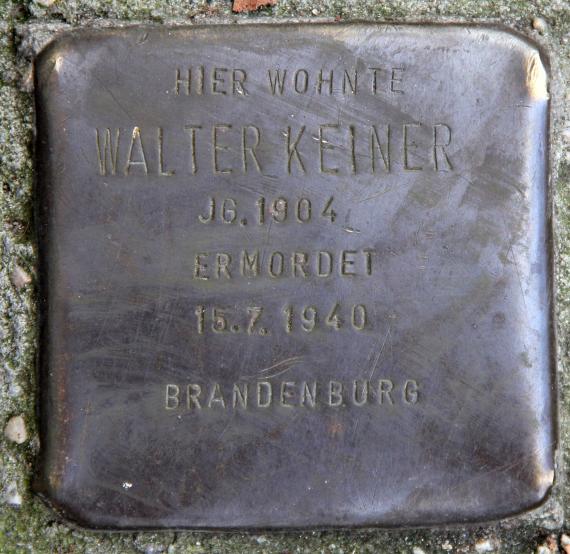 HIER WOHNTE
WALTER KEINER
JG. 1904
ERMORDET
15.7. 1940
BRANDENBURG